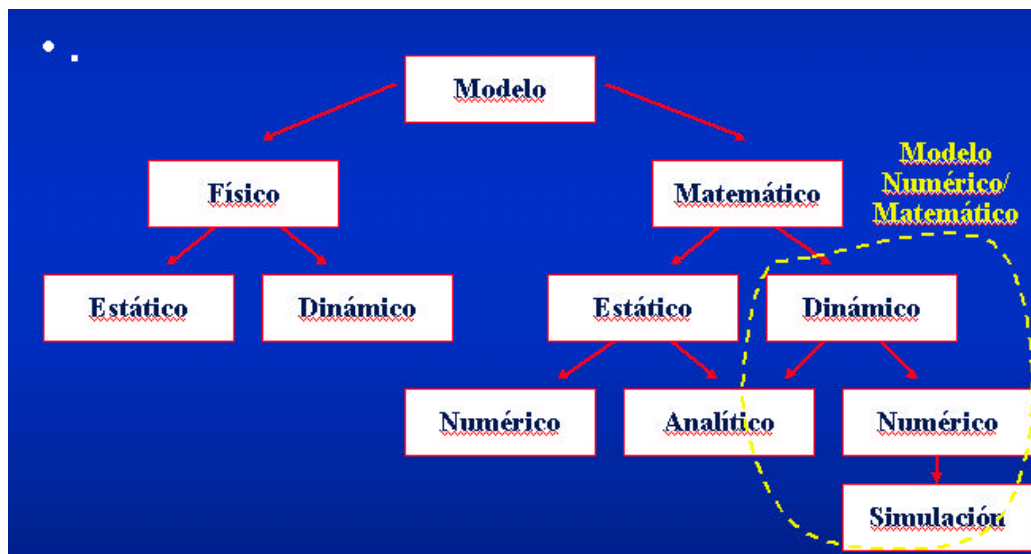 Modelo
Modelo
Numérico/
Matemático
Físico
Matemático
Estático
Dinámico
Estático
Dinámico
Numérico
Analítico
Numérico
Simulación